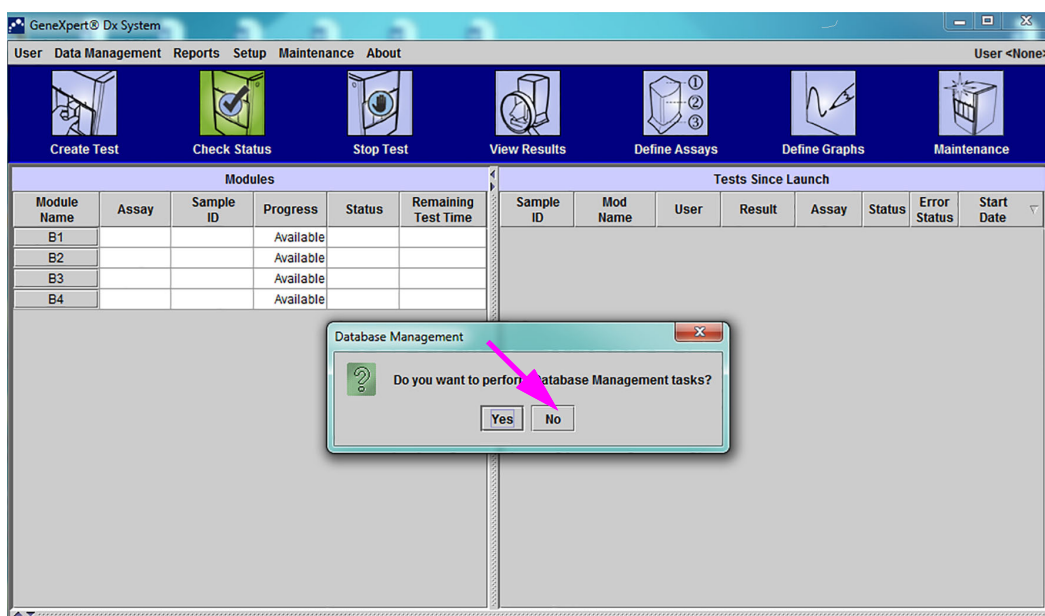 GeneXpert® Dx System
User Data Management Reports Setup Maintenance About User <None>
Create Test Check Status Stop Test View Results Define Assays Define Graphs Maintenance
Modules Tests Since Launch
Module Name Assay Sample ID Progress Status Remaining Test Time Sample ID Mod Name User Result Assay Status Error Status Start Date
B1 Available
B2 Available
B3 Available
B4 Available
Database Management
Do you want to perform Database Management tasks?
Yes No